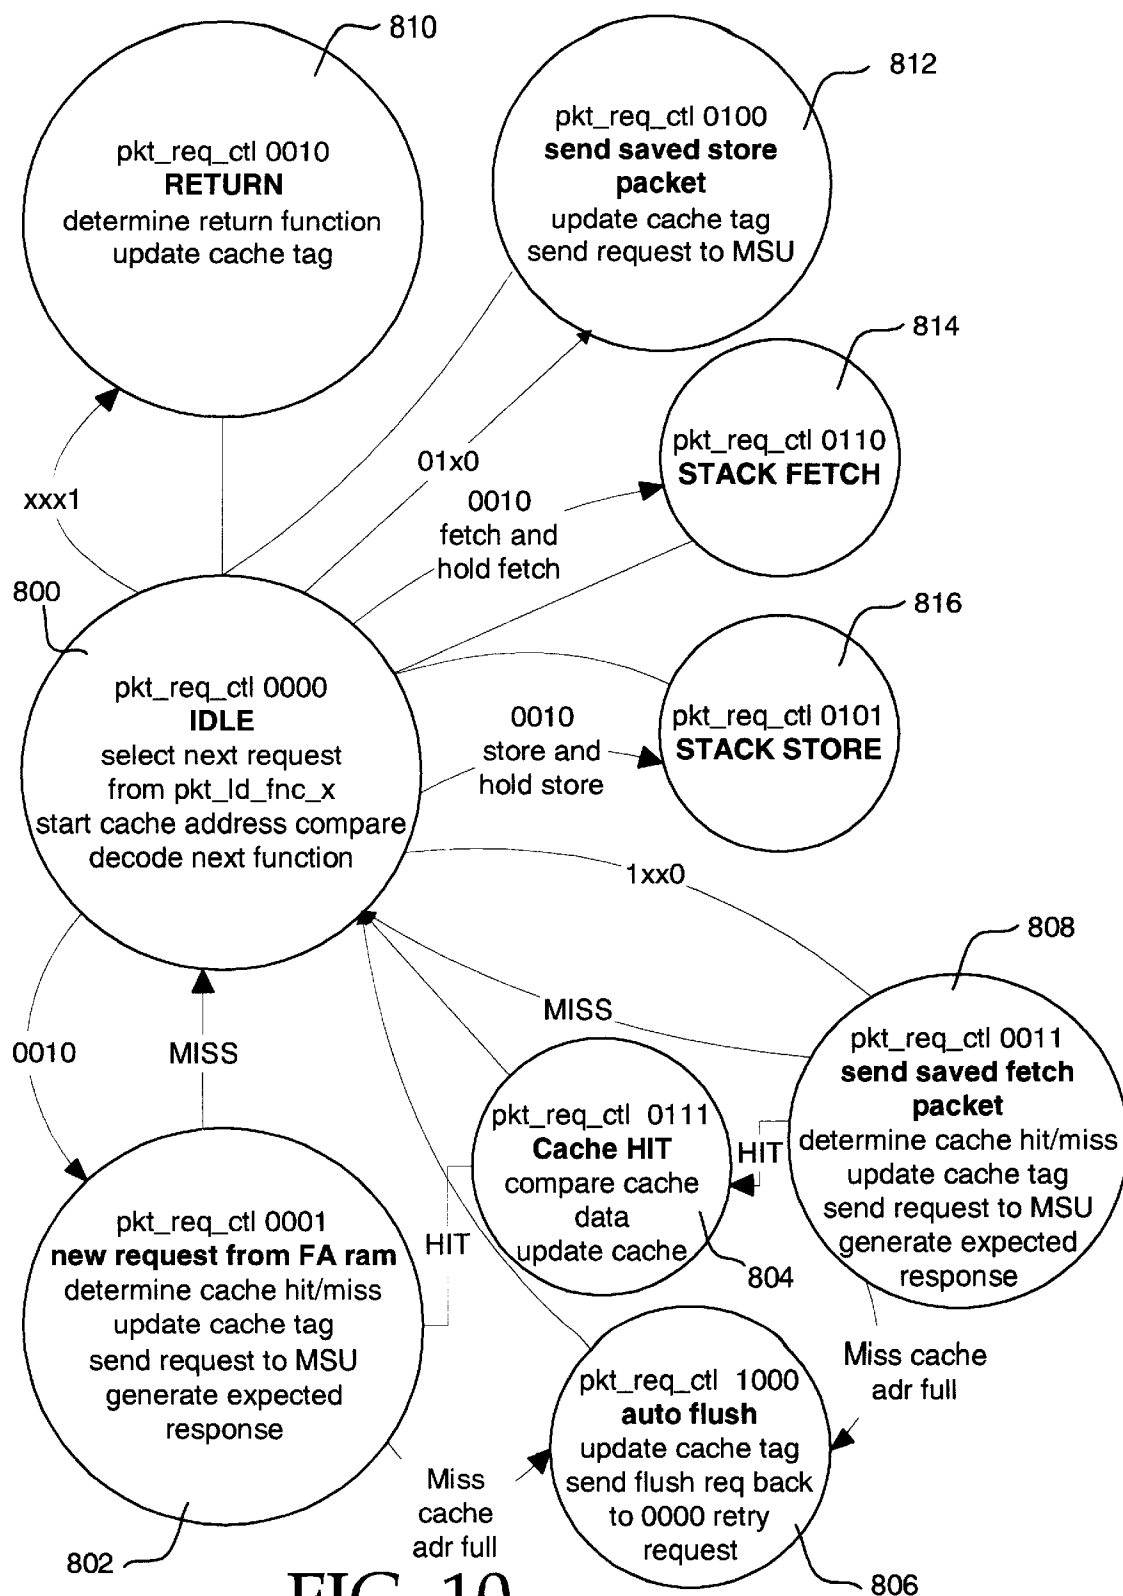 810
pkt_req_ctl 0010
RETURN
determine return function
update cache tag
812
pkt_req_ctl 0100
send saved store
packet
update cache tag
send request to MSU
814
pkt_req_ctl 0110
STACK FETCH
xxx1
01x0
0010
fetch and
hold fetch
800
pkt_req_ctl 0000
IDLE
select next request
from pkt_ld_fnc_x
start cache address compare
decode next function
816
pkt_req_ctl 0101
STACK STORE
0010
store and
hold store
1xx0
808
pkt_req_ctl 0011
send saved fetch
packet
determine cache hit/miss
update cache tag
send request to MSU
generate expected
response
MISS
0010
MISS
HIT
pkt_req_ctl 0111
Cache HIT
compare cache
data
update cache
804
HIT
pkt_req_ctl 0001
new request from FA ram
determine cache hit/miss
update cache tag
send request to MSU
generate expected
response
802
Miss
cache
adr full
Miss cache
adr full
pkt_req_ctl 1000
auto flush
update cache tag
send flush req back
to 0000 retry
request
806
FIG. 10